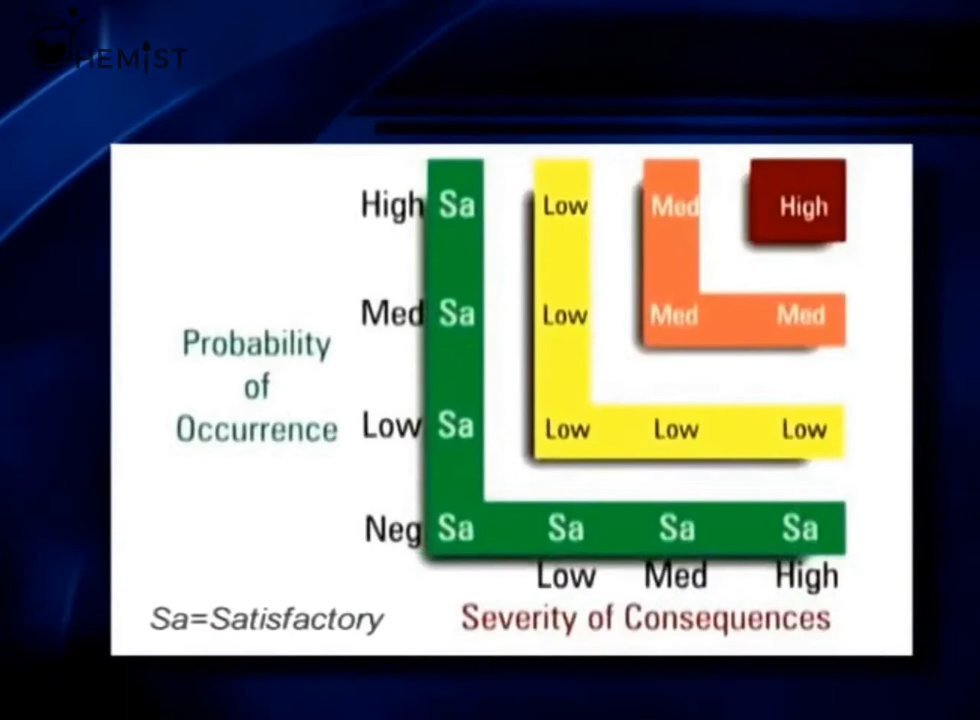 CHEMIST
High Sa Low Med High
Med Sa Low Med Med
Probability
of
Occurrence
Low Sa Low Low Low
Neg Sa Sa Sa Sa
Low Med High
Sa=Satisfactory
Severity of Consequences